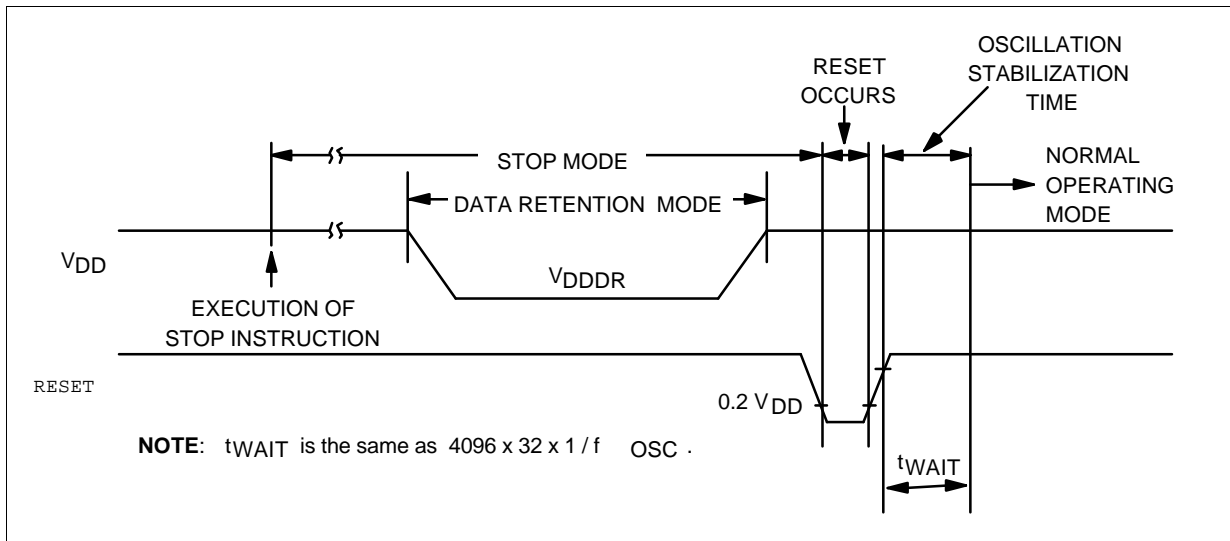 OSCILLATION
STABILIZATION
TIME
RESET
OCCURS
STOP MODE
NORMAL
OPERATING
MODE
DATA RETENTION MODE
VDD
VDDDR
EXECUTION OF
STOP INSTRUCTION
RESET
0.2 VDD
NOTE: tWAIT is the same as 4096 x 32 x 1 / f OSC .
tWAIT